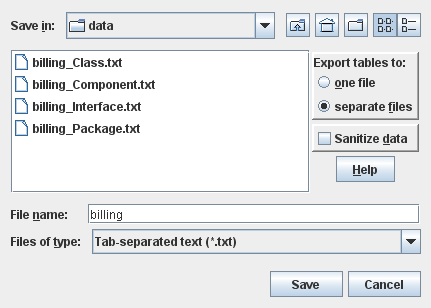 Save in: data
billing_Class.txt
billing_Component.txt
billing_Interface.txt
billing_Package.txt
Export tables to:
one file
separate files
Sanitize data
Help
File name: billing
Files of type: Tab-separated text (*.txt)
Save Cancel